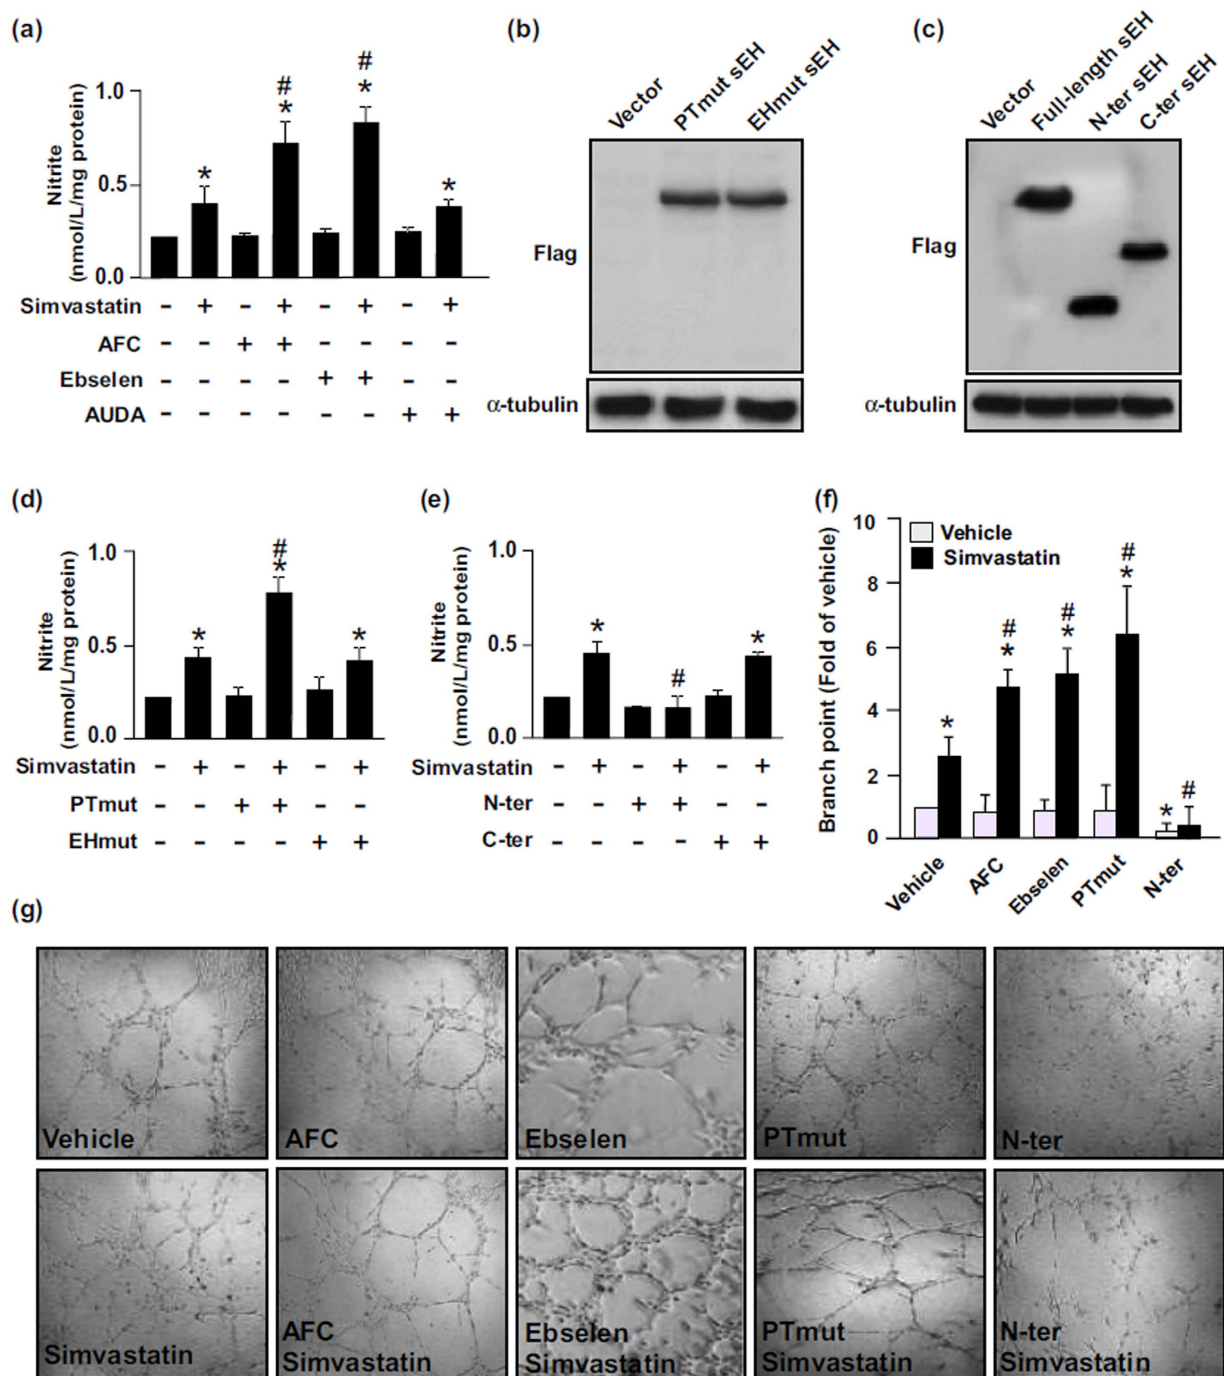 (a)
# #
* * * *
1.0
0.5
0.0
Nitrite
(nmol/L/mg protein)
Simvastatin – + – + – + – +
AFC – – + + – – – –
Ebselen – – – – + + – –
AUDA – – – – – – + +
(b)
Vector
PTmut sEH
EHmut sEH
Flag
α-tubulin
(c)
Vector
Full-length sEH
N-ter sEH
C-ter sEH
Flag
α-tubulin
(d)
#
* * *
1.0
0.5
0.0
Nitrite
(nmol/L/mg protein)
Simvastatin – + – + – +
PTmut – – + + – –
EHmut – – – – + +
(e)
* # *
1.0
0.5
0.0
Nitrite
(nmol/L/mg protein)
Simvastatin – + – + – +
N-ter – – + + – –
C-ter – – – – + +
(f)
Vehicle
Simvastatin
# # # #
* * * * *
10
8
6
4
2
0
Branch point (Fold of vehicle)
Vehicle
AFC
Ebselen
PTmut
N-ter
(g)
Vehicle
AFC
Ebselen
PTmut
N-ter
Simvastatin
AFC
Simvastatin
Ebselen
Simvastatin
PTmut
Simvastatin
N-ter
Simvastatin